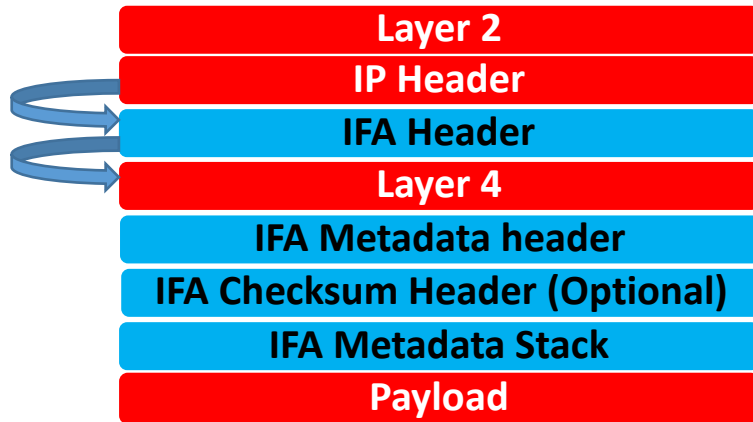 Layer 2
IP Header
IFA Header
Layer 4
IFA Metadata header
IFA Checksum Header (Optional)
IFA Metadata Stack
Payload